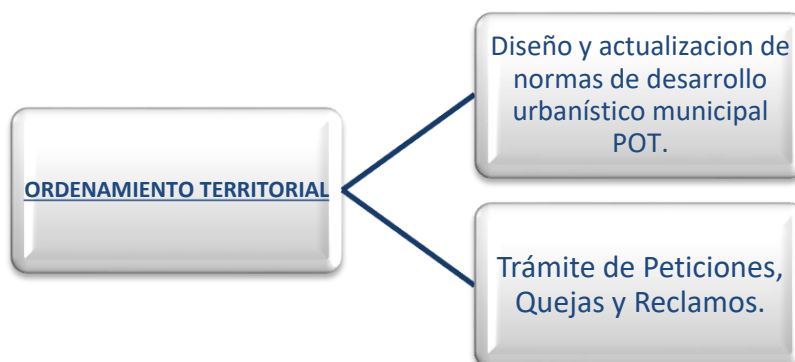 ORDENAMIENTO TERRITORIAL
Diseño y actualizacion de
normas de desarrollo
urbanístico municipal
POT.
Trámite de Peticiones,
Quejas y Reclamos.